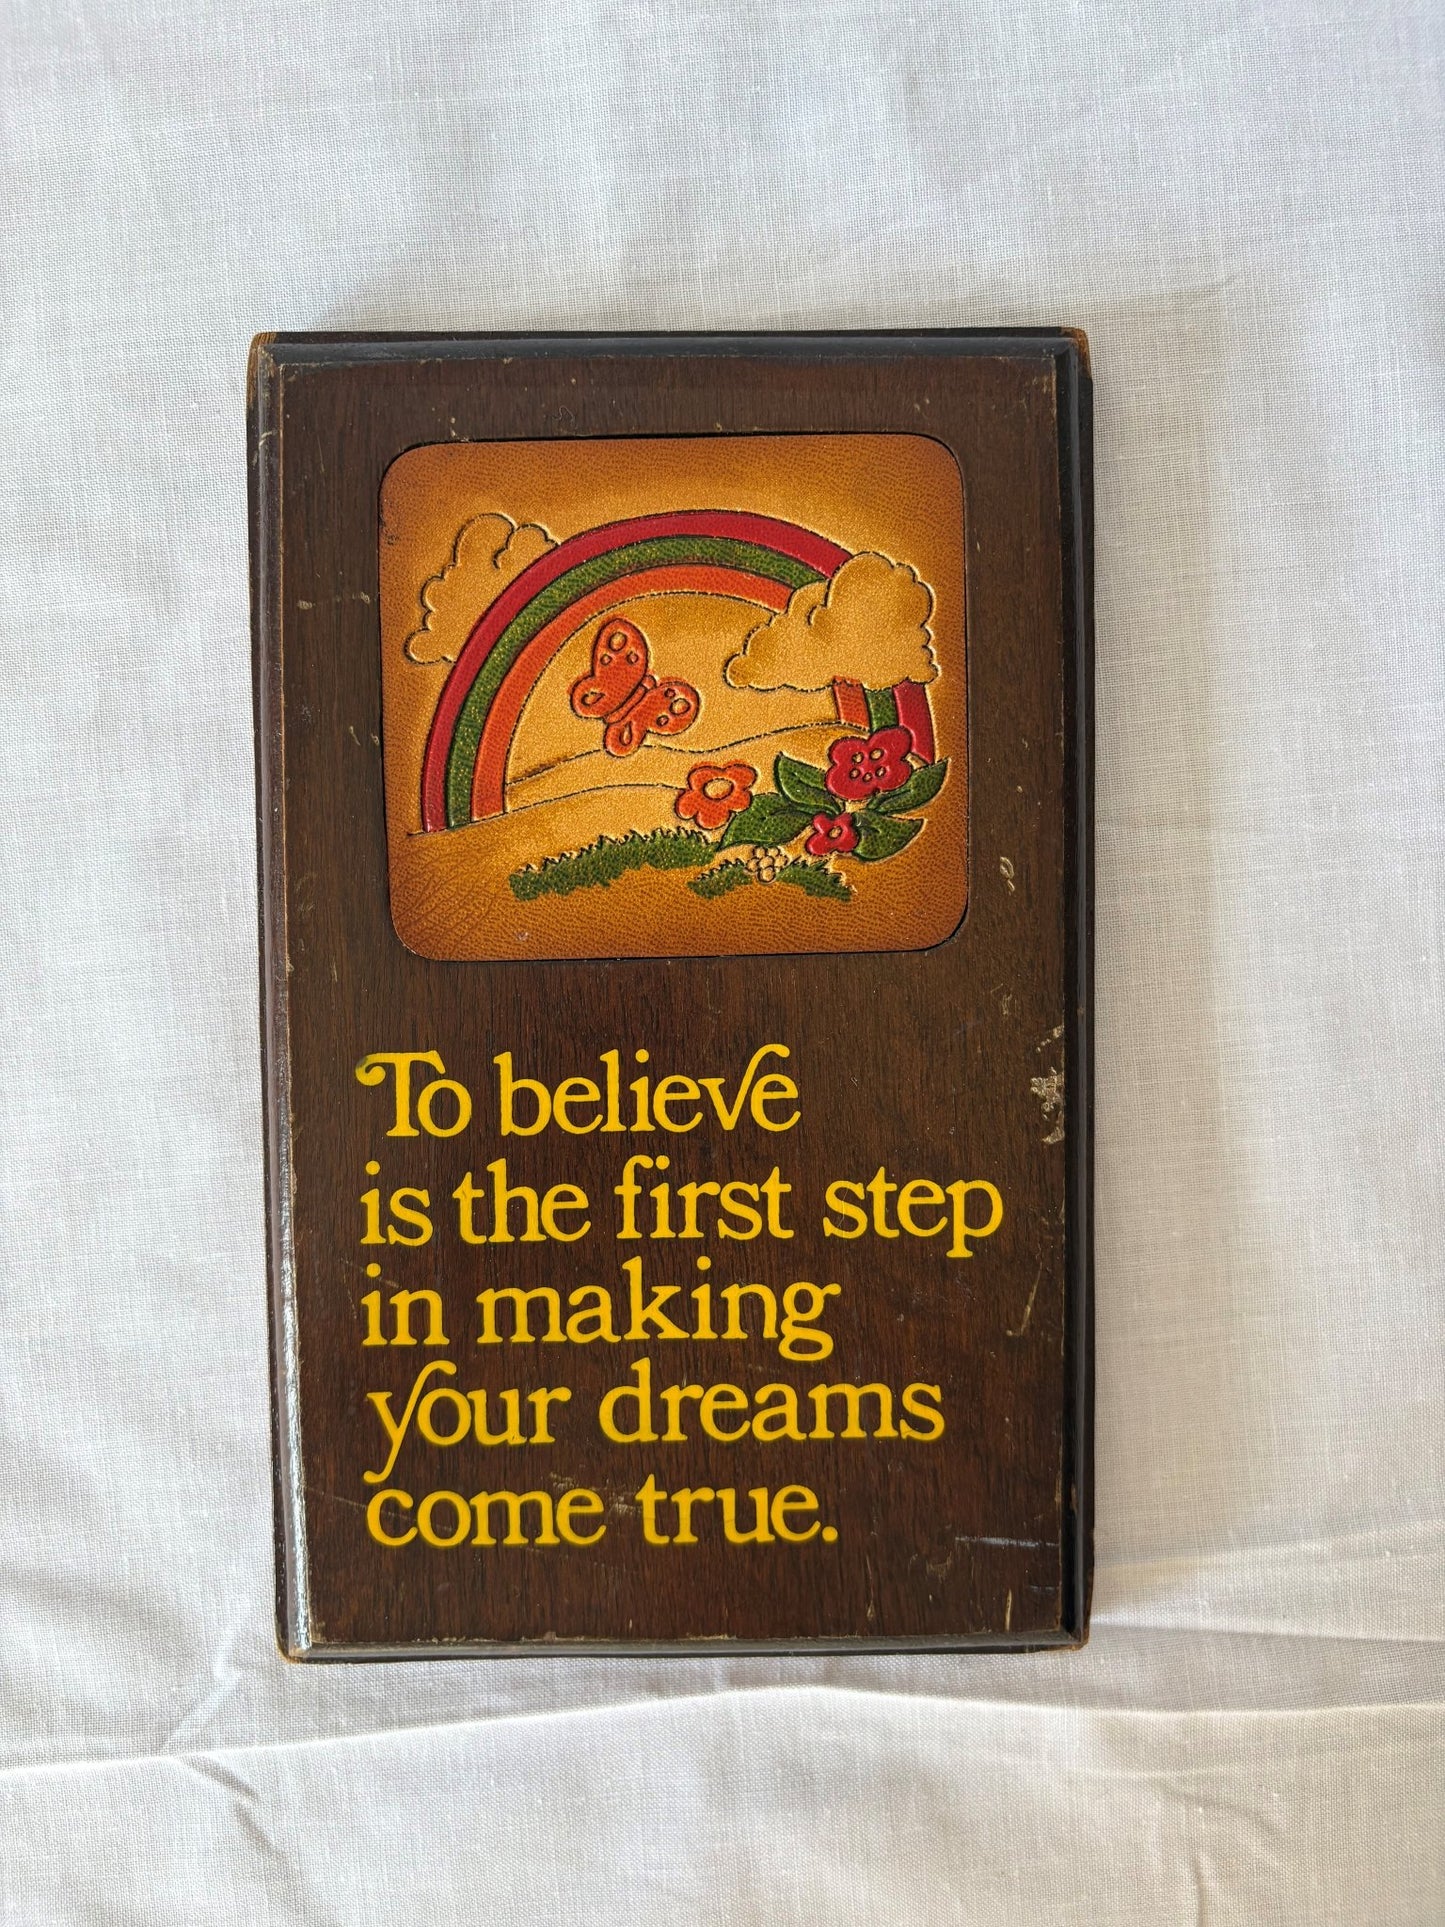 To believe
is the first step
in making
your dreams
come true.